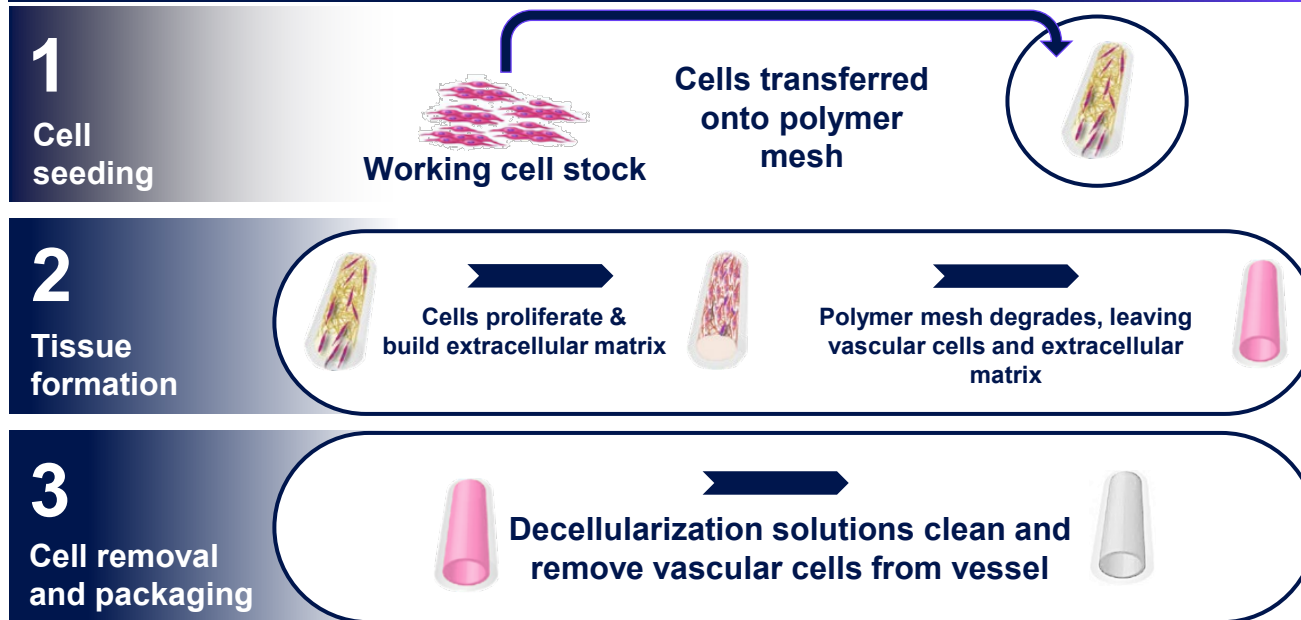 1
Cell
seeding
Working cell stock
Cells transferred
onto polymer
mesh
2
Tissue
formation
Cells proliferate &
build extracellular matrix
Polymer mesh degrades, leaving
vascular cells and extracellular
matrix
3
Cell removal
and packaging
Decellularization solutions clean and
remove vascular cells from vessel